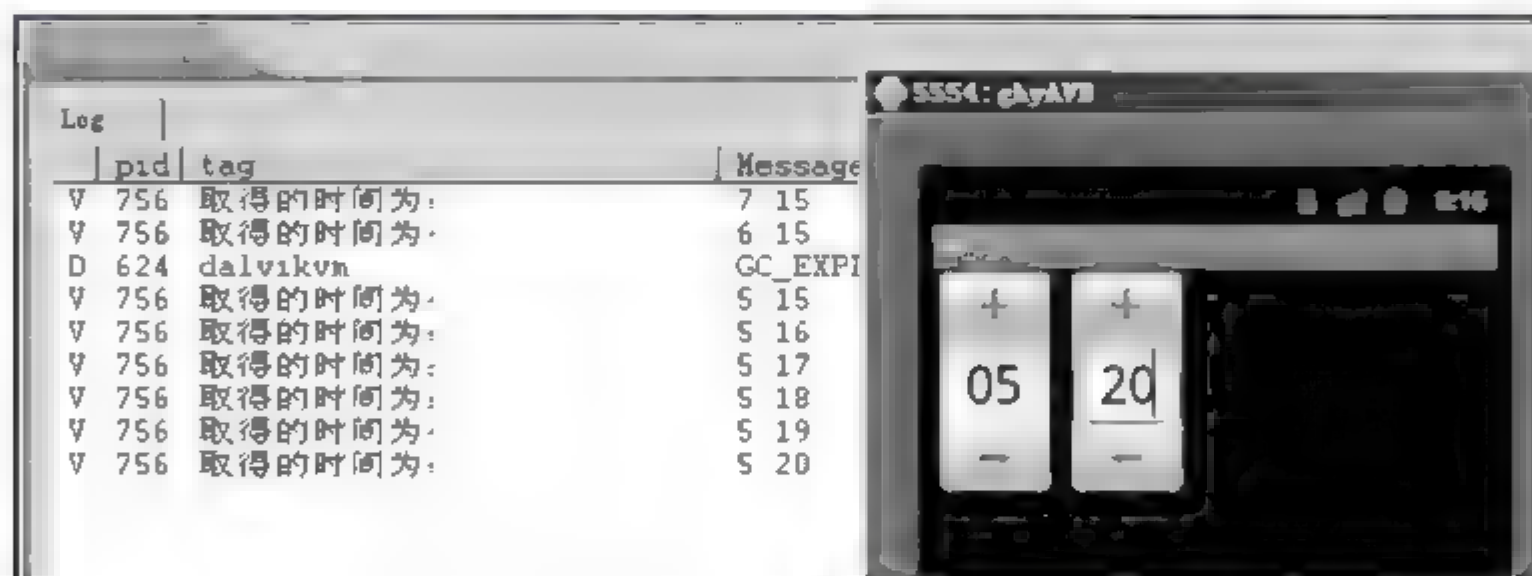 Log
pid tag Message
V 756 取得的时间为: 7 15
V 756 取得的时间为: 6 15
D 624 dalvikvm GC_EXPI
V 756 取得的时间为: 5 15
V 756 取得的时间为: 5 16
V 756 取得的时间为: 5 17
V 756 取得的时间为: 5 18
V 756 取得的时间为: 5 19
V 756 取得的时间为: 5 20
5554: ghyAVD
+ +
05 20
- -